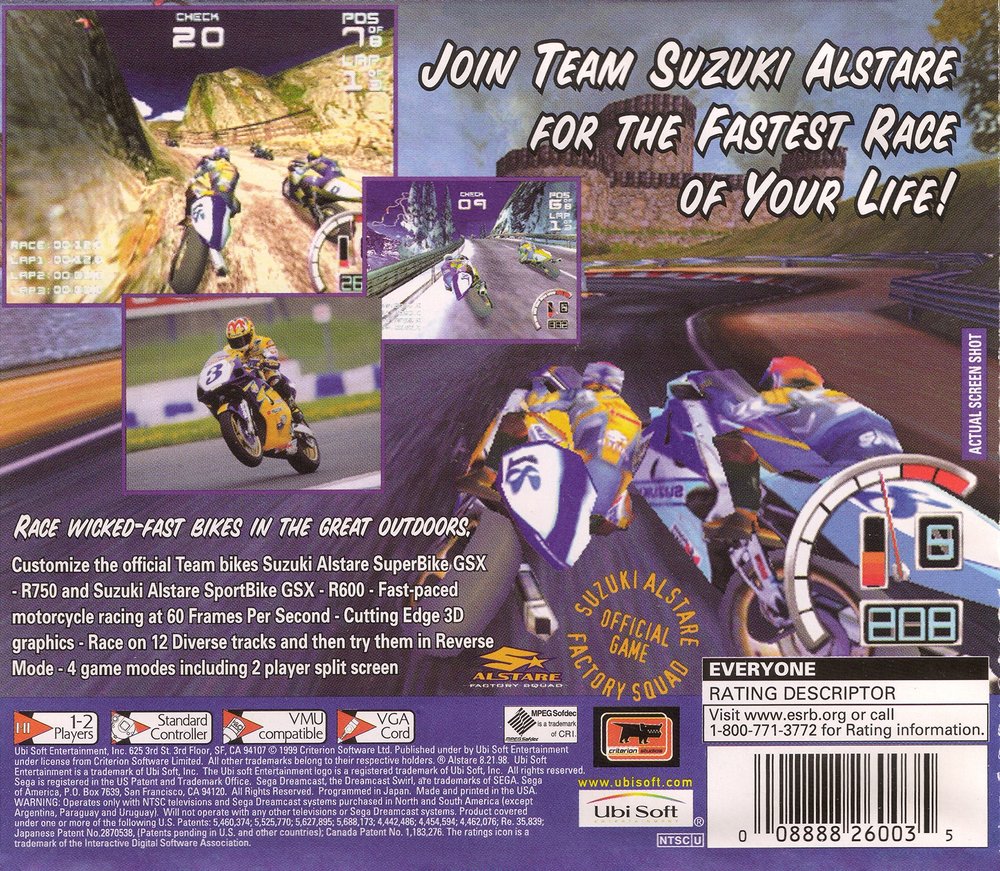 CHECK
20
POS
7 OF 8
LAP
1 OF 3
JOIN TEAM SUZUKI ALSTARE
FOR THE FASTEST RACE
OF YOUR LIFE!
CHECK
09
POS
6 OF 8
LAP
1
RACE:
LAP1:
LAP2:
LAP3:
3
ACTUAL SCREEN SHOT
RACE WICKED-FAST BIKES IN THE GREAT OUTDOORS.
Customize the official Team bikes Suzuki Alstare SuperBike GSX
- R750 and Suzuki Alstare SportBike GSX - R600 - Fast-paced
motorcycle racing at 60 Frames Per Second - Cutting Edge 3D
graphics - Race on 12 Diverse tracks and then try them in Reverse
Mode - 4 game modes including 2 player split screen
6
208
ALSTARE
FACTORY SQUAD
SUZUKI ALSTARE
OFFICIAL
GAME
FACTORY SQUAD
EVERYONE
RATING DESCRIPTOR
Visit www.esrb.org or call
1-800-771-3772 for Rating information.
1-2
Players
Standard
Controller
VMU
compatible
VGA
Cord
MPEG Sofdec
is a trademark
of CRI.
criterion studios
Ubi Soft Entertainment, Inc. 625 3rd St. 3rd Floor, SF, CA 94107 © 1999 Criterion Software Ltd. Published under by Ubi Soft Entertainment
under license from Criterion Software Limited. All other trademarks belong to their respective holders. ® Alstare 8.21.98. Ubi Soft
Entertainment is a trademark of Ubi Soft, Inc. The Ubi soft Entertainment logo is a registered trademark of Ubi Soft, Inc. All rights reserved.
Sega is registered in the US Patent and Trademark Office. Sega Dreamcast, the Dreamcast Swirl, are trademarks of SEGA. Sega
of America, P.O. Box 7639, San Francisco, CA 94120. All Rights Reserved. Programmed in Japan. Made and printed in the USA.
WARNING: Operates only with NTSC televisions and Sega Dreamcast systems purchased in North and South America (except
Argentina, Paraguay and Uruguay). Will not operate with any other televisions or Sega Dreamcast systems. Product covered
under one or more of the following U.S. Patents: 5,460,374; 5,525,770; 5,627,895; 5,688,173; 4,442,486; 4,454,594; 4,462,076; Re. 35,839;
Japanese Patent No.2870538, (Patents pending in U.S. and other countries); Canada Patent No. 1,183,276. The ratings icon is a
trademark of the Interactive Digital Software Association.
www.ubisoft.com
Ubi Soft
ENTERTAINMENT
®
NTSC U
0 08888 26003 5